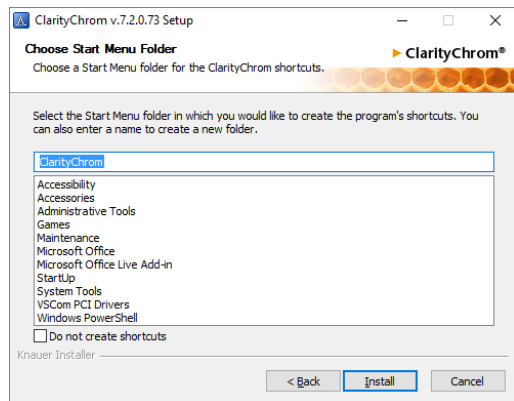 ClarityChrom v.7.2.0.73 Setup
Choose Start Menu Folder
Choose a Start Menu folder for the ClarityChrom shortcuts.
ClarityChrom®
Select the Start Menu folder in which you would like to create the program's shortcuts. You
can also enter a name to create a new folder.
ClarityChrom
Accessibility
Accessories
Administrative Tools
Games
Maintenance
Microsoft Office
Microsoft Office Live Add-in
StartUp
System Tools
VSCom PCI Drivers
Windows PowerShell
Do not create shortcuts
Knauer Installer
< Back
Install
Cancel